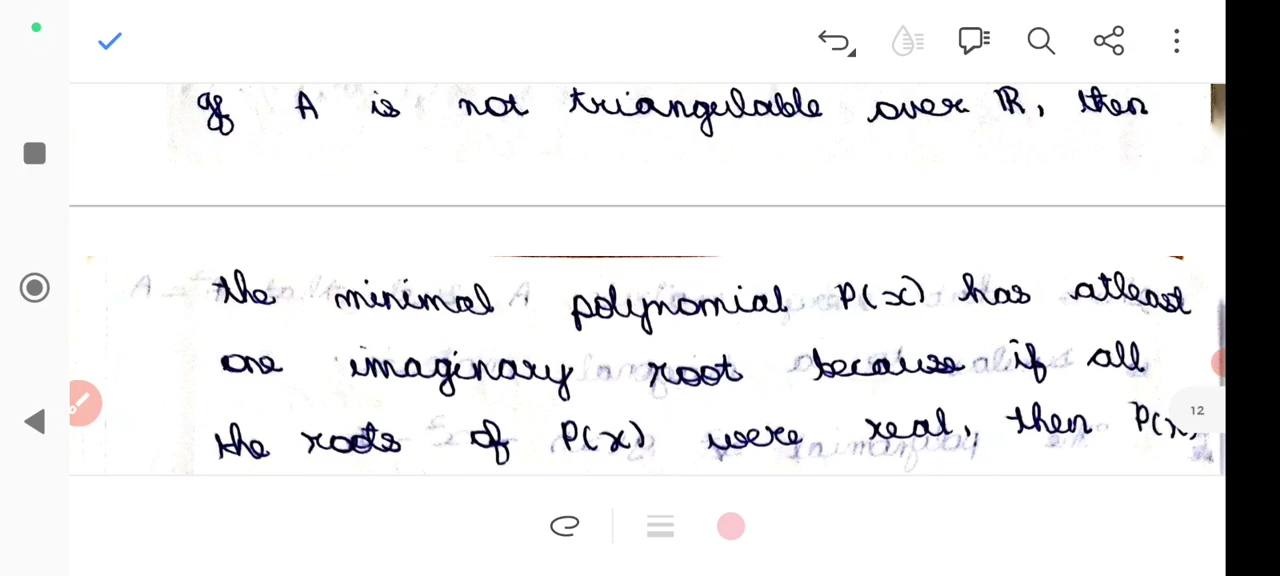 If A is not triangulable over ℝ, then
the minimal polynomial P(x) has atleast
one imaginary root because if all
the roots of P(x) were real, then P(x
12